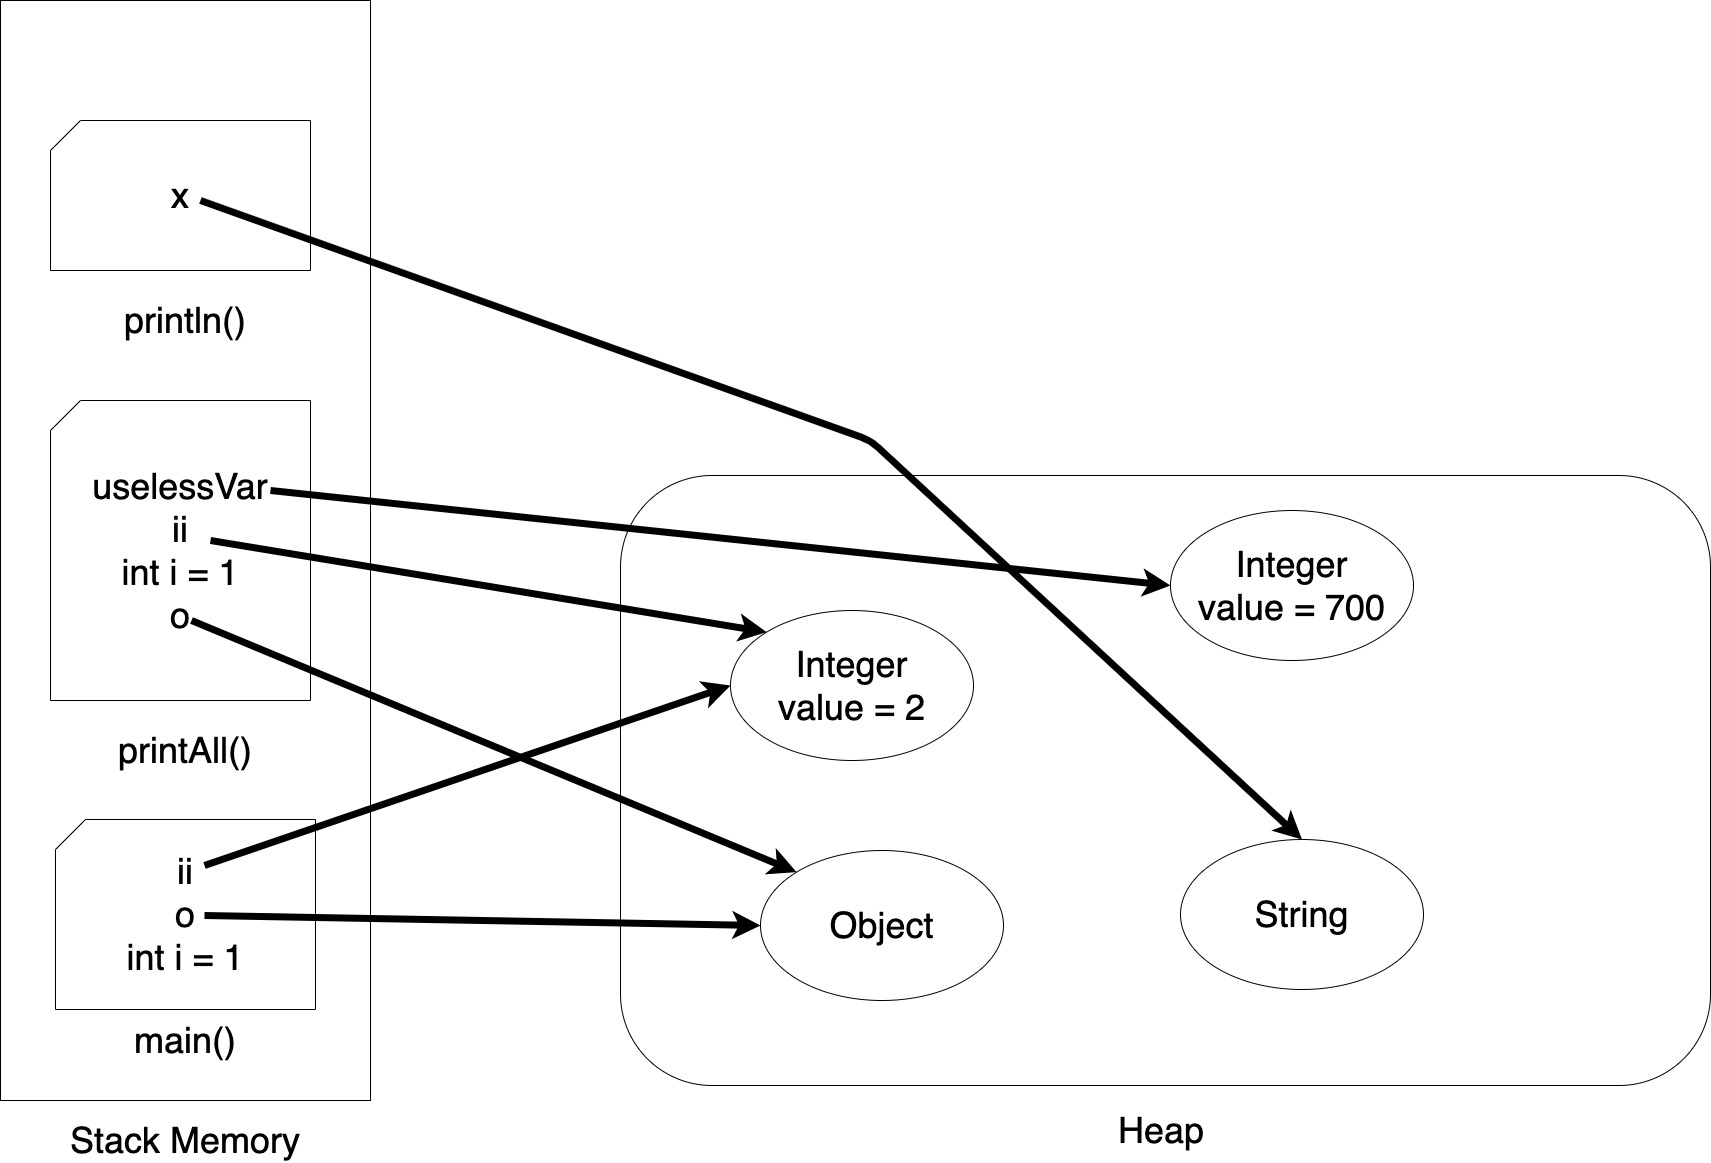 x
println()
uselessVar
ii
int i = 1
o
printAll()
ii
o
int i = 1
main()
Stack Memory
Integer
value = 700
Integer
value = 2
Object
String
Heap